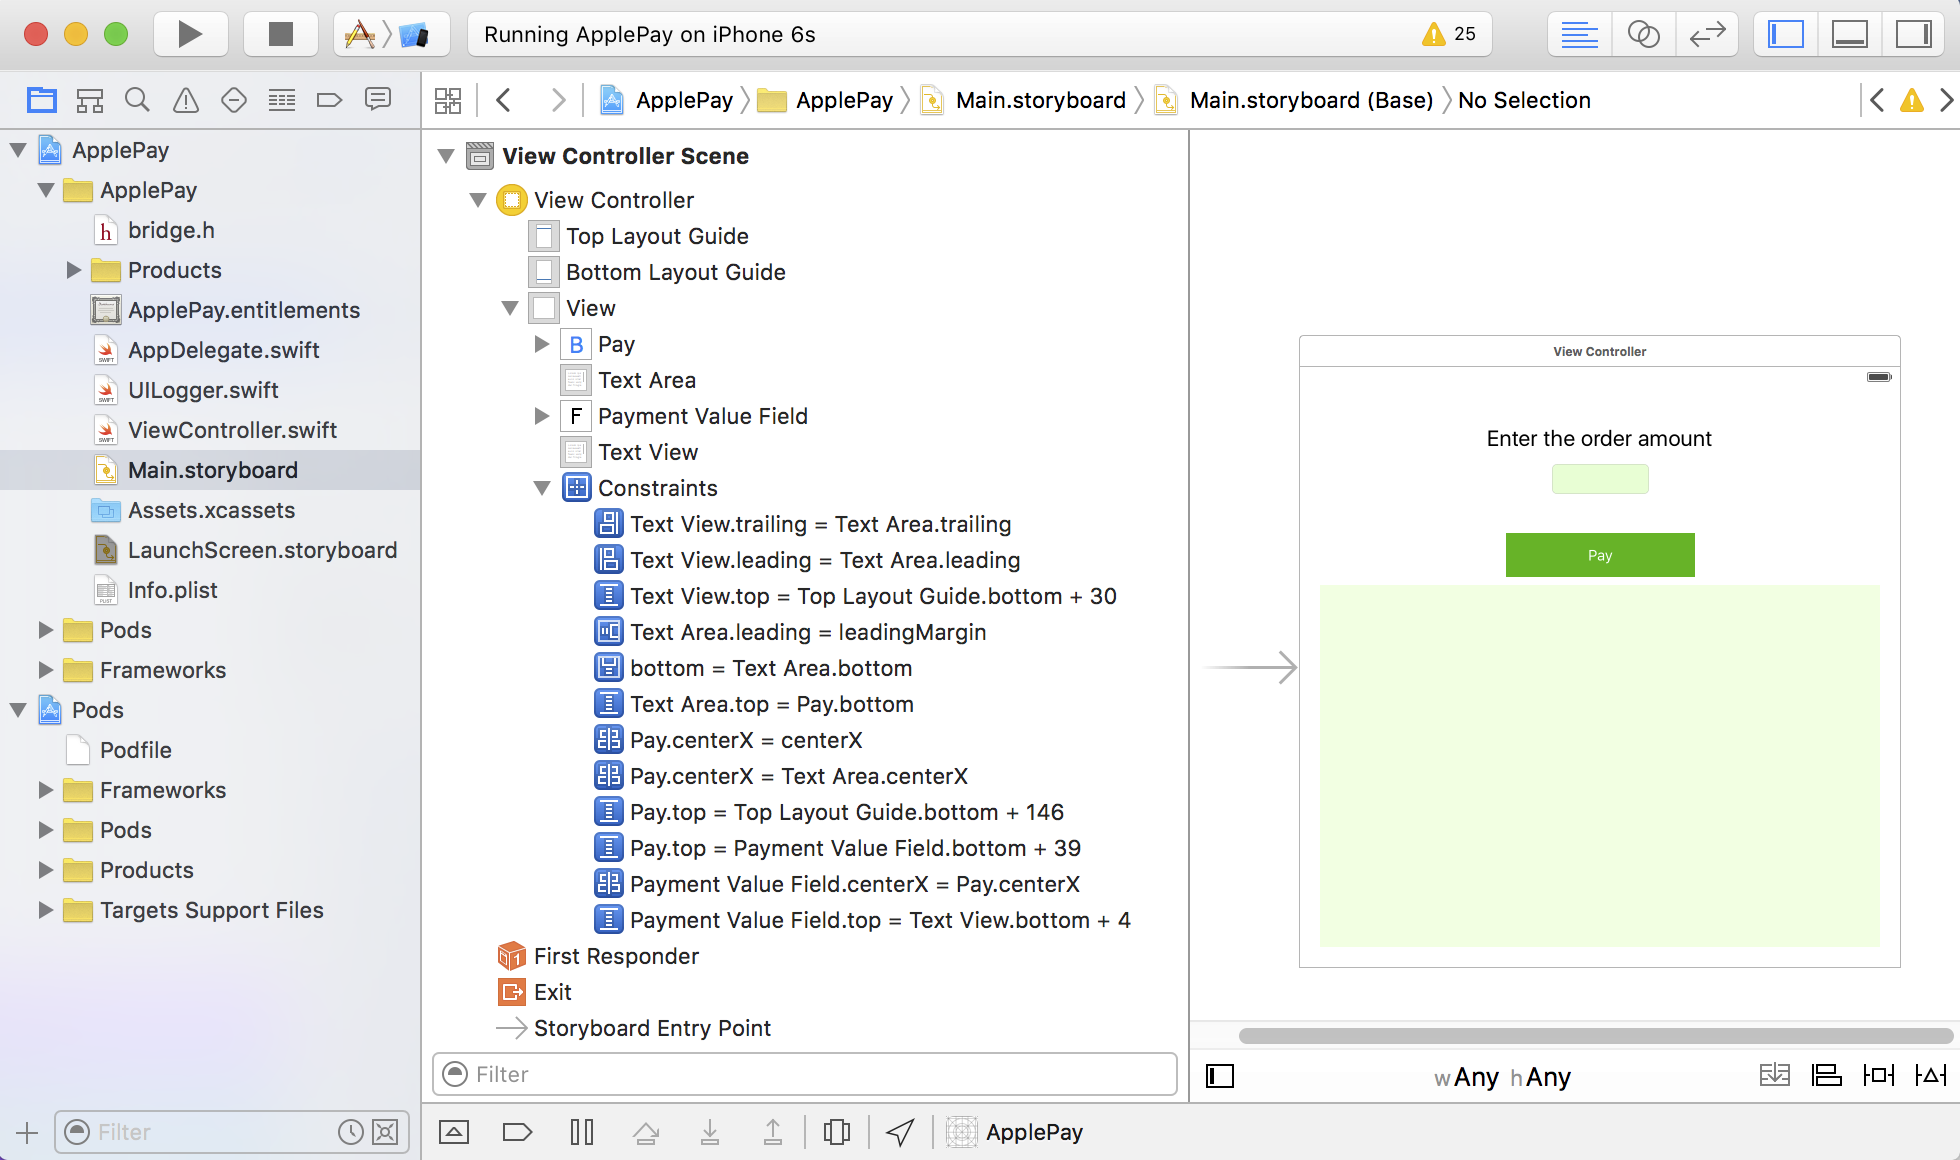 Running ApplePay on iPhone 6s
25
ApplePay
ApplePay
Main.storyboard
Main.storyboard (Base)
No Selection
ApplePay
ApplePay
h
bridge.h
Products
ApplePay.entitlements
SWIFT
AppDelegate.swift
SWIFT
UILogger.swift
SWIFT
ViewController.swift
Main.storyboard
Assets.xcassets
LaunchScreen.storyboard
PLIST
Info.plist
Pods
Frameworks
Pods
Podfile
Frameworks
Pods
Products
Targets Support Files
Filter
View Controller Scene
View Controller
Top Layout Guide
Bottom Layout Guide
View
B Pay
Text Area
F Payment Value Field
Text View
Constraints
Text View.trailing = Text Area.trailing
Text View.leading = Text Area.leading
Text View.top = Top Layout Guide.bottom + 30
Text Area.leading = leadingMargin
bottom = Text Area.bottom
Text Area.top = Pay.bottom
Pay.centerX = centerX
Pay.centerX = Text Area.centerX
Pay.top = Top Layout Guide.bottom + 146
Pay.top = Payment Value Field.bottom + 39
Payment Value Field.centerX = Pay.centerX
Payment Value Field.top = Text View.bottom + 4
1 First Responder
Exit
Storyboard Entry Point
Filter
View Controller
Enter the order amount
Pay
wAny hAny
ApplePay